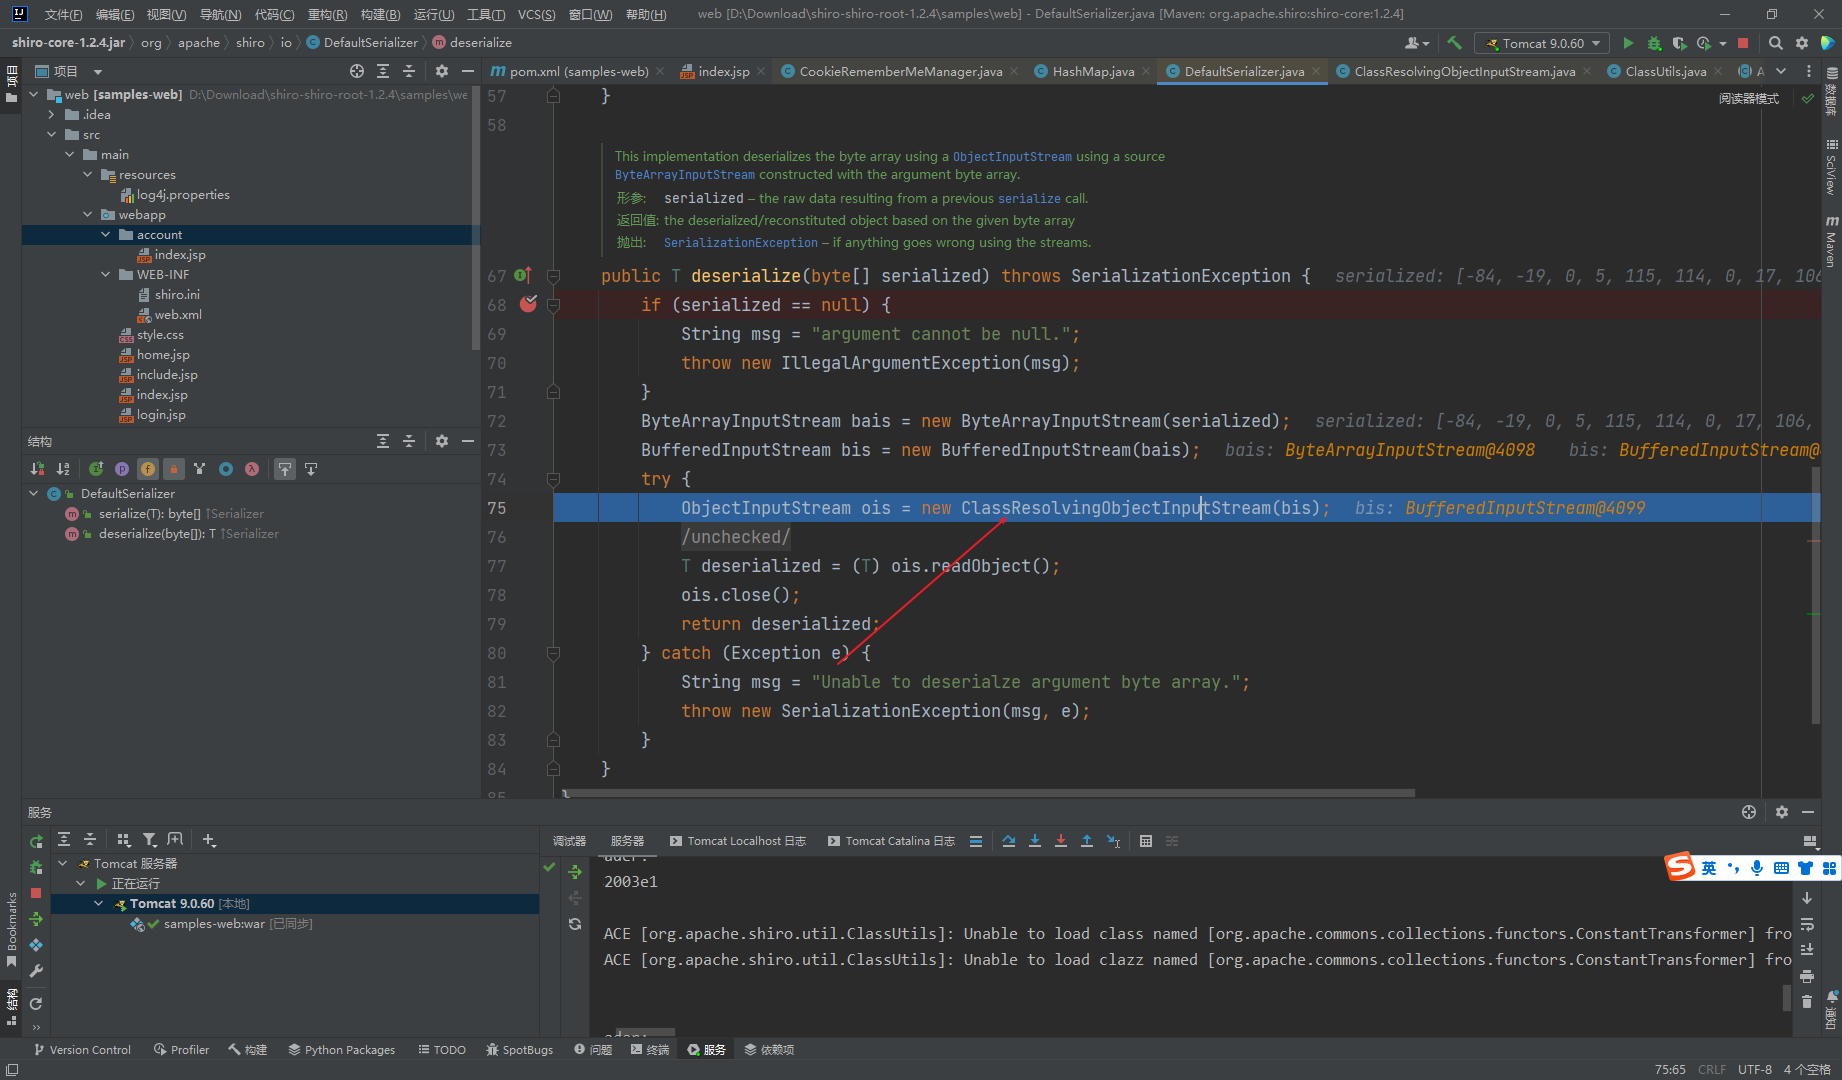 文件(F) 编辑(E) 视图(V) 导航(N) 代码(C) 重构(R) 构建(B) 运行(U) 工具(T) VCS(S) 窗口(W) 帮助(H) web [D:\Download\shiro-shiro-root-1.2.4\samples\web] - DefaultSerializer.java [Maven: org.apache.shiro:shiro-core:1.2.4]
shiro-core-1.2.4.jar org apache shiro io DefaultSerializer deserialize Tomcat 9.0.60
项目
项目
pom.xml (samples-web) index.jsp CookieRememberMeManager.java HashMap.java DefaultSerializer.java ClassResolvingObjectInputStream.java ClassUtils.java A
web [samples-web] D:\Download\shiro-shiro-root-1.2.4\samples\we
.idea
src
main
resources
log4j.properties
webapp
account
index.jsp
WEB-INF
shiro.ini
web.xml
style.css
home.jsp
include.jsp
index.jsp
login.jsp
结构
DefaultSerializer
serialize(T): byte[] ↑Serializer
deserialize(byte[]): T ↑Serializer
阅读器模式
57 }
58
This implementation deserializes the byte array using a ObjectInputStream using a source
ByteArrayInputStream constructed with the argument byte array.
形参: serialized – the raw data resulting from a previous serialize call.
返回值: the deserialized/reconstituted object based on the given byte array
抛出: SerializationException – if anything goes wrong using the streams.
67 public T deserialize(byte[] serialized) throws SerializationException { serialized: [-84, -19, 0, 5, 115, 114, 0, 17, 106
68 if (serialized == null) {
69 String msg = "argument cannot be null.";
70 throw new IllegalArgumentException(msg);
71 }
72 ByteArrayInputStream bais = new ByteArrayInputStream(serialized); serialized: [-84, -19, 0, 5, 115, 114, 0, 17, 106,
73 BufferedInputStream bis = new BufferedInputStream(bais); bais: ByteArrayInputStream@4098 bis: BufferedInputStream@
74 try {
75 ObjectInputStream ois = new ClassResolvingObjectInputStream(bis); bis: BufferedInputStream@4099
76 /unchecked/
77 T deserialized = (T) ois.readObject();
78 ois.close();
79 return deserialized;
80 } catch (Exception e) {
81 String msg = "Unable to deserialze argument byte array.";
82 throw new SerializationException(msg, e);
83 }
84 }
85 }
数据库
SciView
Maven
通知
服务
调试器 服务器 Tomcat Localhost 日志 Tomcat Catalina 日志
Tomcat 服务器
正在运行
Tomcat 9.0.60 [本地]
samples-web:war [已同步]
ader:
2003e1
ACE [org.apache.shiro.util.ClassUtils]: Unable to load class named [org.apache.commons.collections.functors.ConstantTransformer] fro
ACE [org.apache.shiro.util.ClassUtils]: Unable to load clazz named [org.apache.commons.collections.functors.ConstantTransformer] fro
ader:
英
Bookmarks
结构
Version Control Profiler 构建 Python Packages TODO SpotBugs 问题 终端 服务 依赖项
75:65 CRLF UTF-8 4 个空格